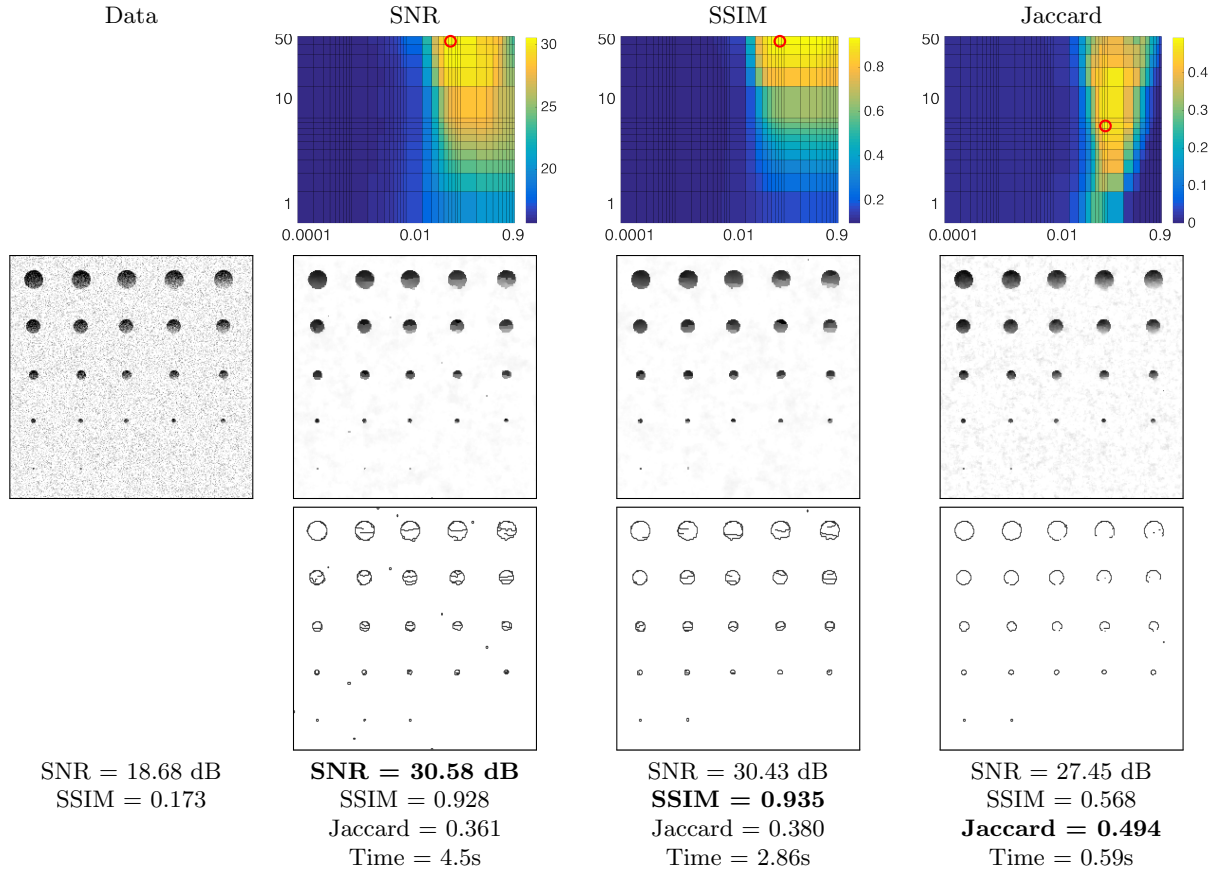 Data
SNR
SSIM
Jaccard
50
10
1
0.0001
0.01
0.9
30
25
20
50
10
1
0.0001
0.01
0.9
0.8
0.6
0.4
0.2
50
10
1
0.0001
0.01
0.9
0.4
0.3
0.2
0.1
0
SNR = 18.68 dB
SSIM = 0.173
SNR = 30.58 dB
SSIM = 0.928
Jaccard = 0.361
Time = 4.5s
SNR = 30.43 dB
SSIM = 0.935
Jaccard = 0.380
Time = 2.86s
SNR = 27.45 dB
SSIM = 0.568
Jaccard = 0.494
Time = 0.59s